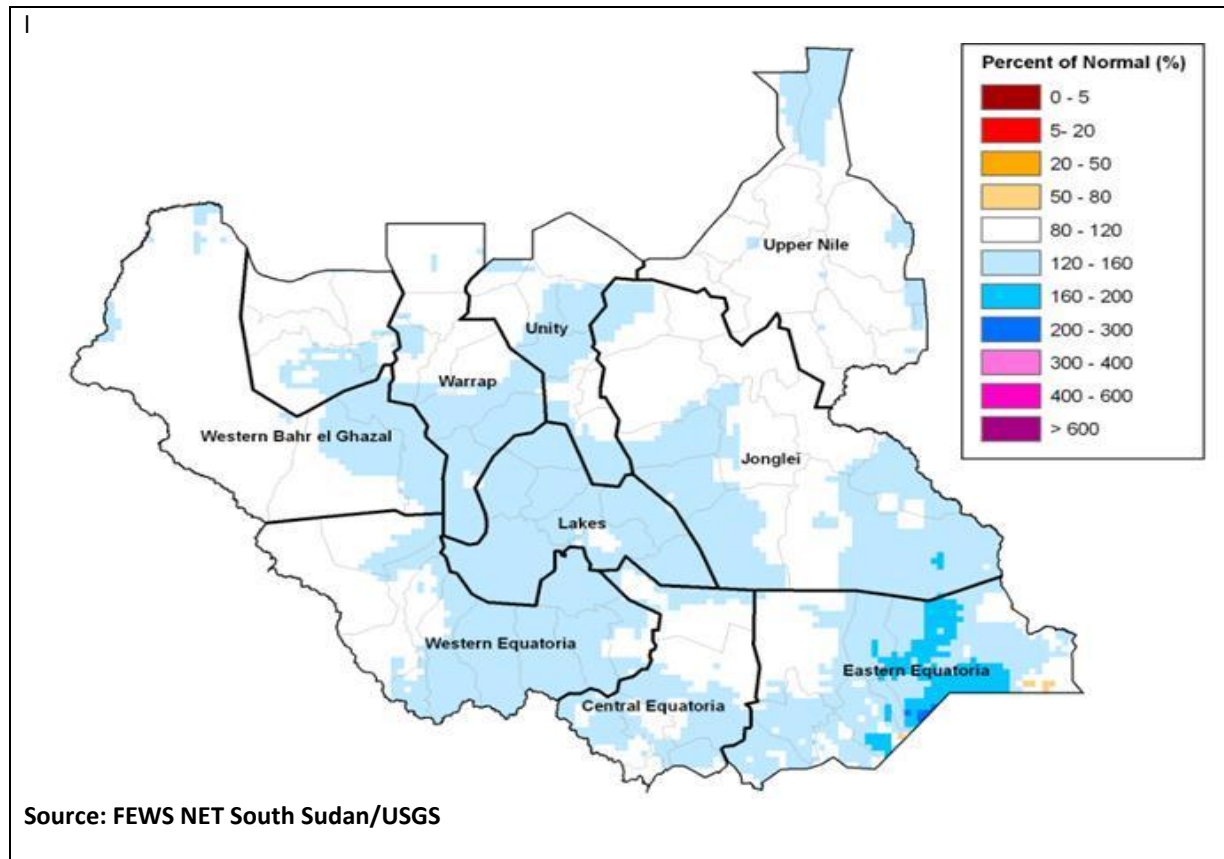 l
Percent of Normal (%)
0 - 5
5- 20
20 - 50
50 - 80
80 - 120
120 - 160
160 - 200
200 - 300
300 - 400
400 - 600
> 600
Upper Nile
Unity
Warrap
Western Bahr el Ghazal
Jonglei
Lakes
Western Equatoria
Eastern Equatoria
Central Equatoria
Source: FEWS NET South Sudan/USGS